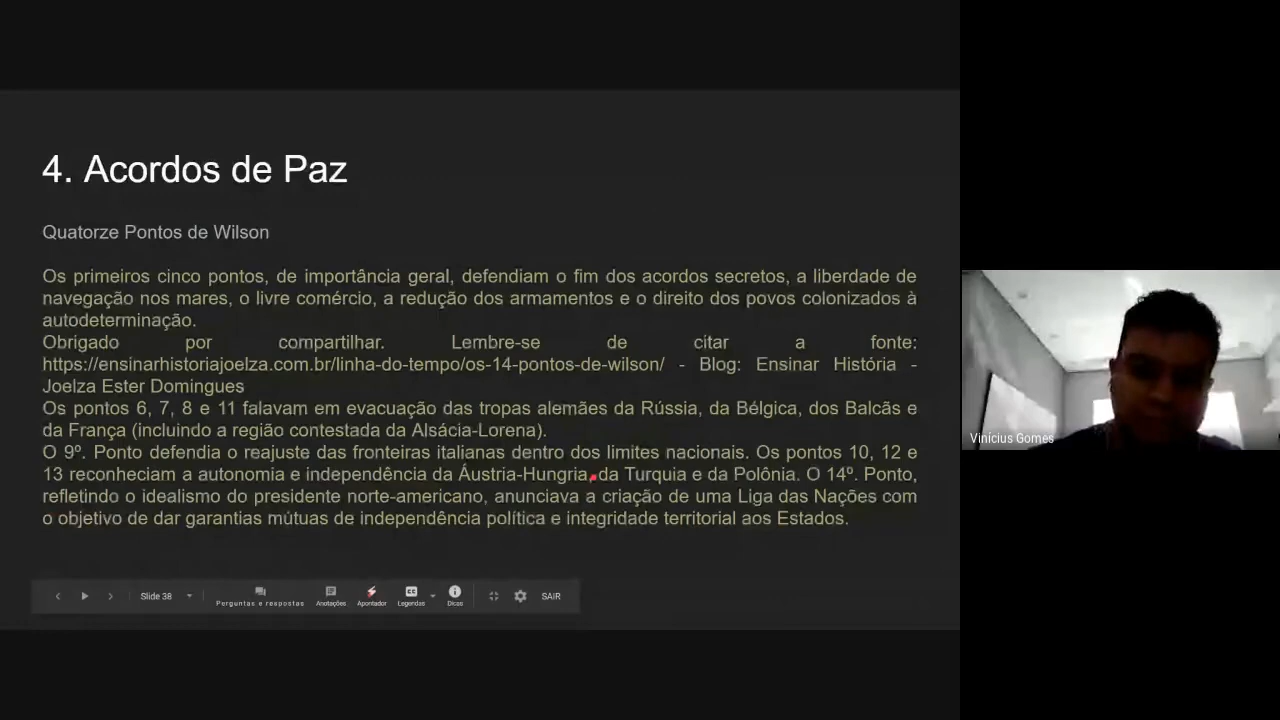 4. Acordos de Paz
Quatorze Pontos de Wilson
Os primeiros cinco pontos, de importância geral, defendiam o fim dos acordos secretos, a liberdade de
navegação nos mares, o livre comércio, a redução dos armamentos e o direito dos povos colonizados à
autodeterminação.
Obrigado por compartilhar. Lembre-se de citar a fonte:
https://ensinarhistoriajoelza.com.br/linha-do-tempo/os-14-pontos-de-wilson/ - Blog: Ensinar História -
Joelza Ester Domingues
Os pontos 6, 7, 8 e 11 falavam em evacuação das tropas alemães da Rússia, da Bélgica, dos Balcãs e
da França (incluindo a região contestada da Alsácia-Lorena).
O 9º. Ponto defendia o reajuste das fronteiras italianas dentro dos limites nacionais. Os pontos 10, 12 e
13 reconheciam a autonomia e independência da Áustria-Hungria, da Turquia e da Polônia. O 14º. Ponto,
refletindo o idealismo do presidente norte-americano, anunciava a criação de uma Liga das Nações com
o objetivo de dar garantias mútuas de independência política e integridade territorial aos Estados.
Vinícius Gomes
Slide 38
Perguntas e respostas
Anotações
Apontador
CC
Legendas
Dicas
SAIR